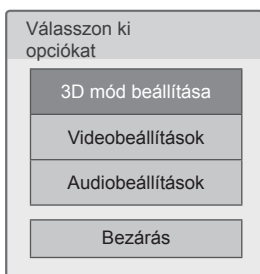 Válasszon ki
opciókat
3D mód beállítása
Videobeállítások
Audiobeállítások
Bezárás